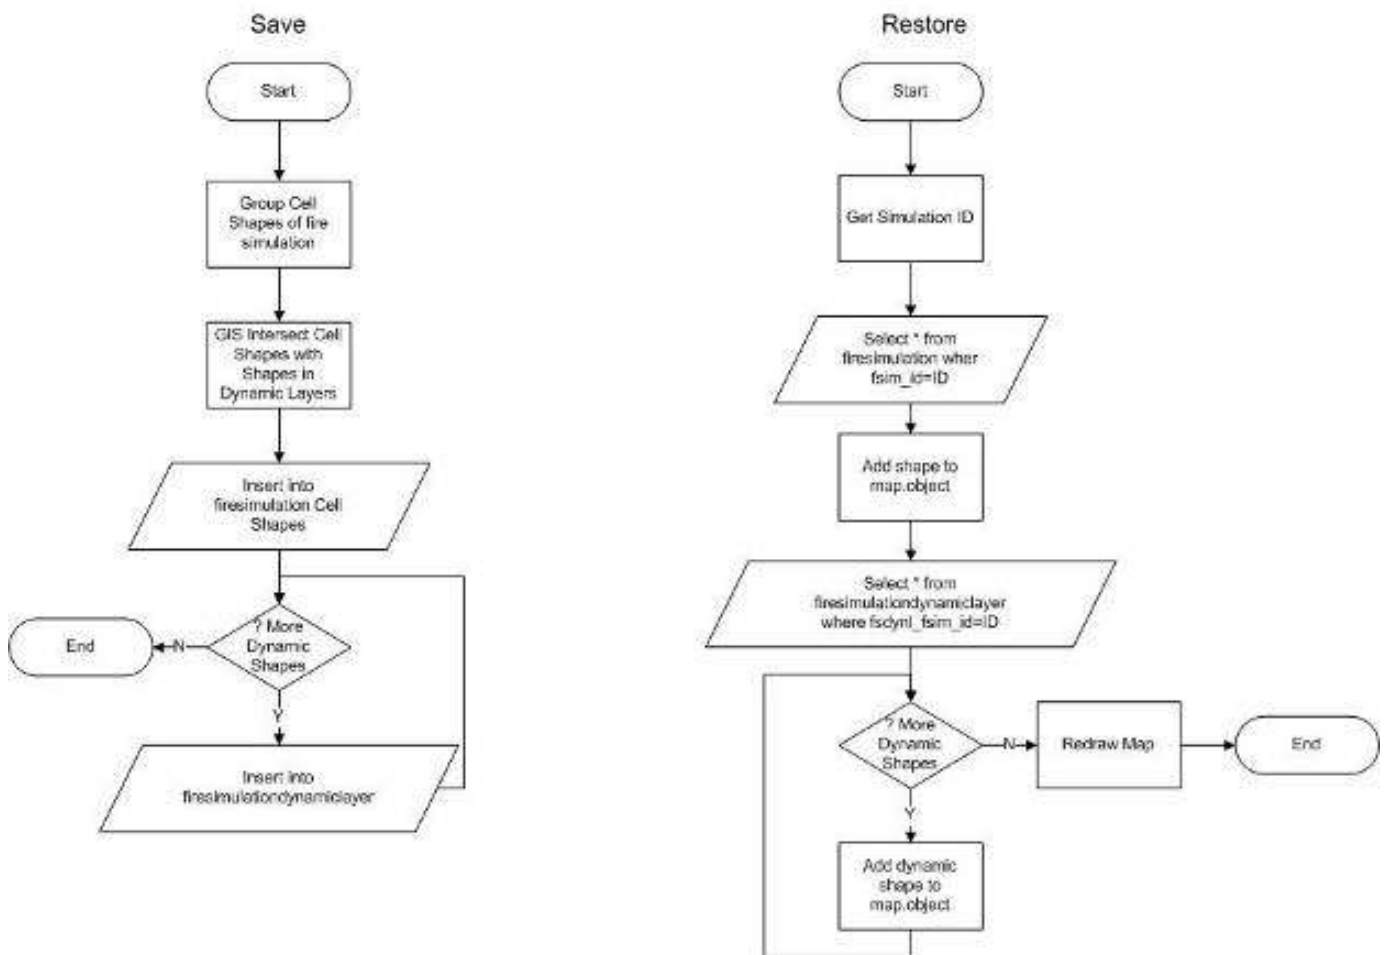 Save
Start
Group Cell
Shapes of fire
simulation
GIS Intersect Cell
Shapes with
Shapes in
Dynamic Layers
Insert into
firesimulation Cell
Shapes
? More
Dynamic
Shapes
N
End
Y
Insert into
firesimulationdynamiclayer
Restore
Start
Get Simulation ID
Select * from
firesimulation wher
fsim_id=ID
Add shape to
map.object
Select * from
firesimulationdynamiclayer
where fsdynl_fsim_id=ID
? More
Dynamic
Shapes
N
Redraw Map
End
Y
Add dynamic
shape to
map.object